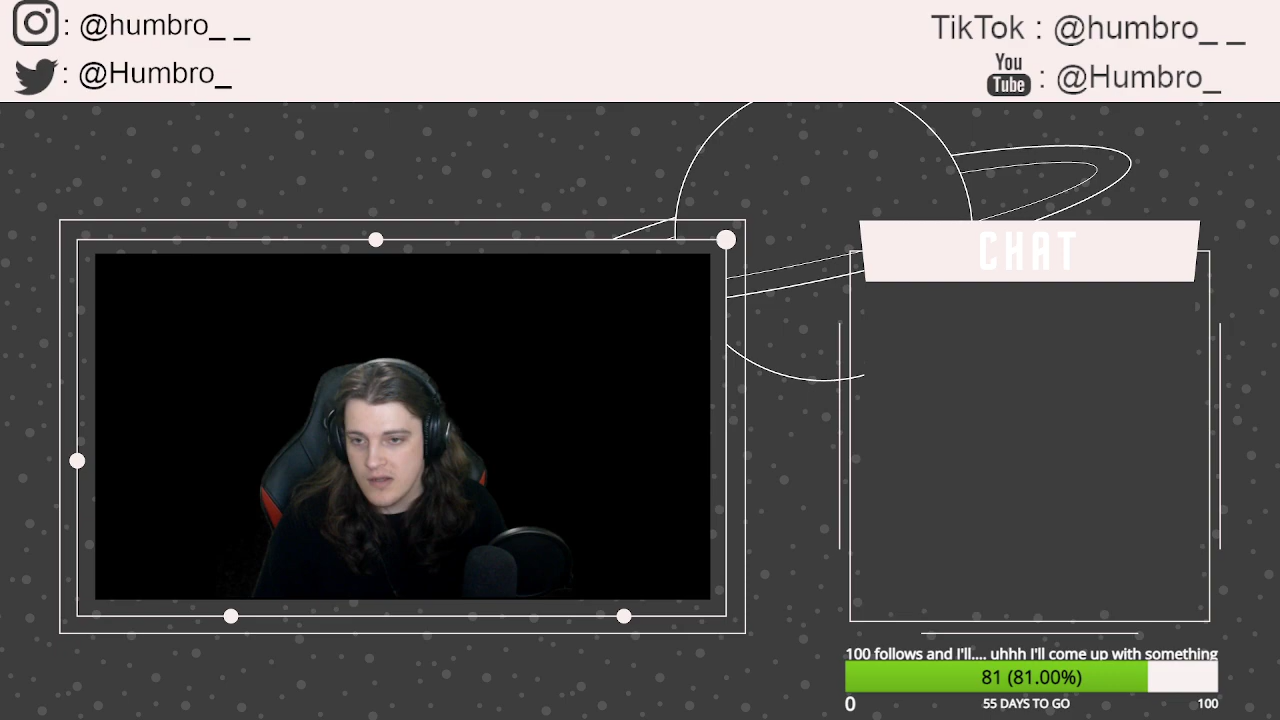 : @humbro_ _
TikTok : @humbro_ _
: @Humbro_
You Tube : @Humbro_
CHAT
100 follows and I'll.... uhhh I'll come up with something
81 (81.00%)
0 55 DAYS TO GO 100